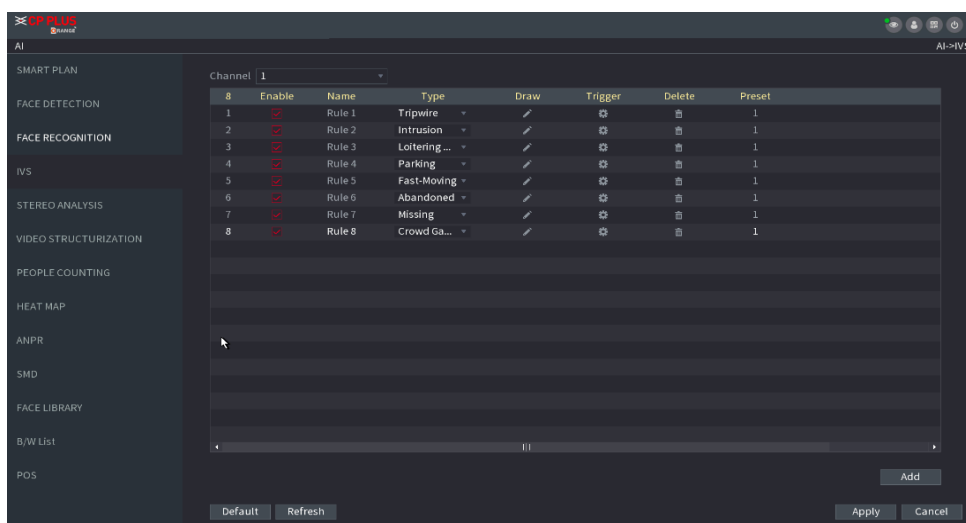 CP PLUS
ORANGE
AI AI->IVS
SMART PLAN
FACE DETECTION
FACE RECOGNITION
IVS
STEREO ANALYSIS
VIDEO STRUCTURIZATION
PEOPLE COUNTING
HEAT MAP
ANPR
SMD
FACE LIBRARY
B/W List
POS
Channel 1
8 Enable Name Type Draw Trigger Delete Preset
1 Rule 1 Tripwire 1
2 Rule 2 Intrusion 1
3 Rule 3 Loitering ... 1
4 Rule 4 Parking 1
5 Rule 5 Fast-Moving 1
6 Rule 6 Abandoned 1
7 Rule 7 Missing 1
8 Rule 8 Crowd Ga... 1
Add
Default Refresh Apply Cancel